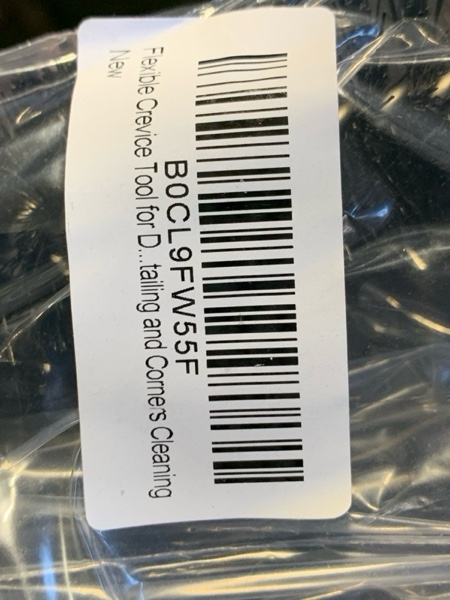 B0CL9FW55F
Flexible Crevice Tool for D...tailing and Corners Cleaning
New